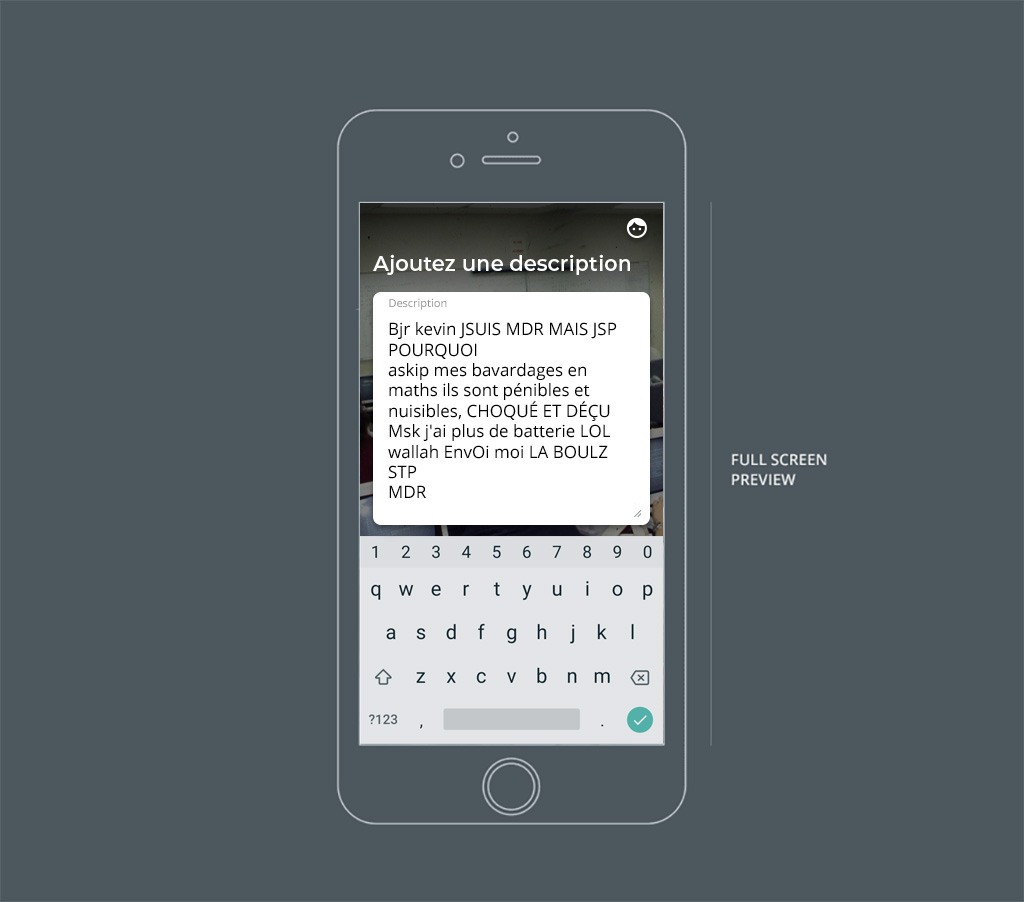 Ajoutez une description
Description
Bjr kevin JSUIS MDR MAIS JSP
POURQUOI
askip mes bavardages en
maths ils sont pénibles et
nuisibles, CHOQUÉ ET DÉÇU
Msk j'ai plus de batterie LOL
wallah EnvOi moi LA BOULZ
STP
MDR
FULL SCREEN
PREVIEW
1 2 3 4 5 6 7 8 9 0
q w e r t y u i o p
a s d f g h j k l
z x c v b n m
?123 , .